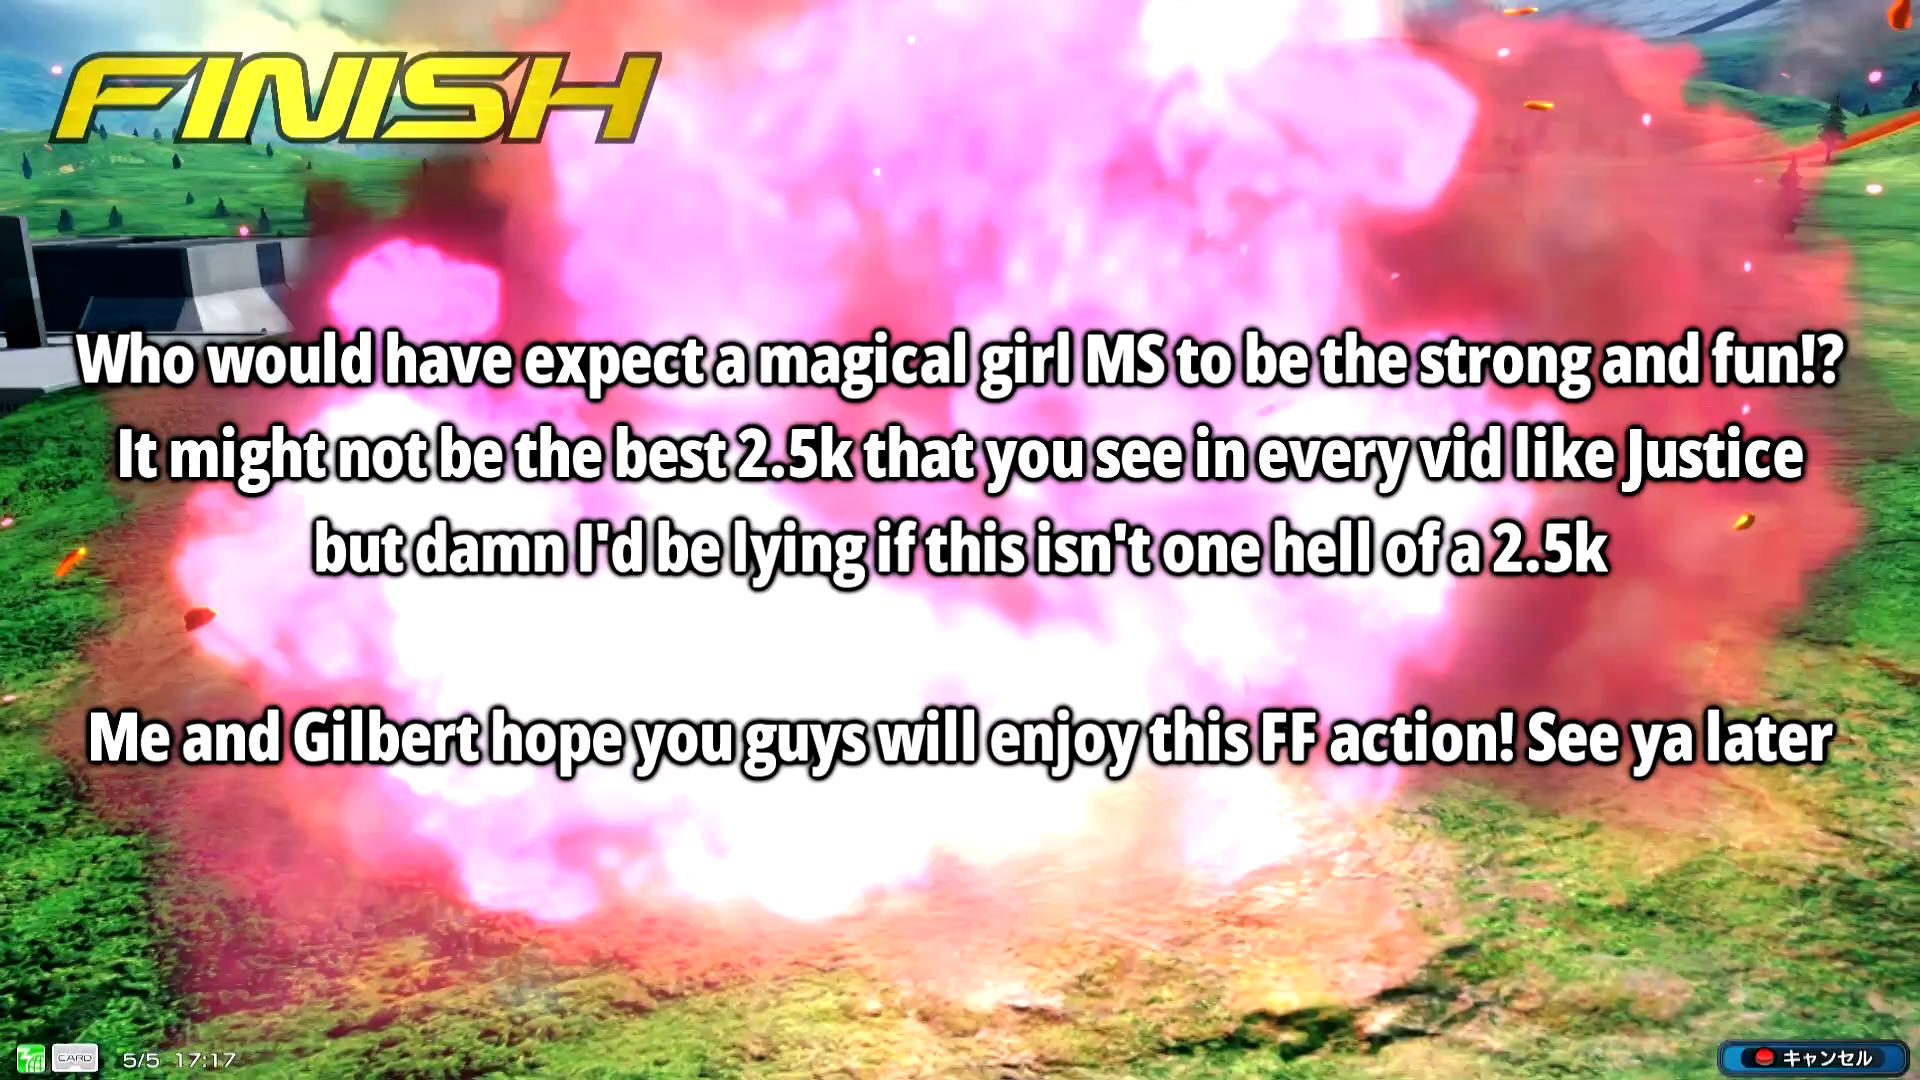 FINISH
Who would have expect a magical girl MS to be the strong and fun!?
It might not be the best 2.5k that you see in every vid like Justice
but damn I'd be lying if this isn't one hell of a 2.5k
Me and Gilbert hope you guys will enjoy this FF action! See ya later
CARD 5/5 17:17
キャンセル